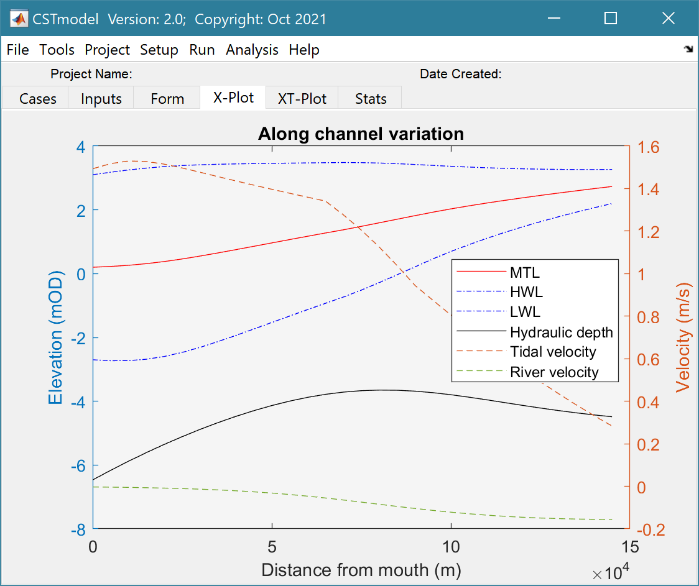 CSTmodel Version: 2.0; Copyright: Oct 2021
File Tools Project Setup Run Analysis Help
Project Name: Date Created:
Cases Inputs Form X-Plot XT-Plot Stats
Along channel variation
4 1.6
1.4
2 1.2
0 1
MTL
HWL
LWL
Hydraulic depth
Tidal velocity
River velocity
-2 0.8
0.6
-4 0.4
0.2
-6 0
-8 -0.2
Elevation (mOD)
Velocity (m/s)
0 5 10 15
Distance from mouth (m) ×10^4